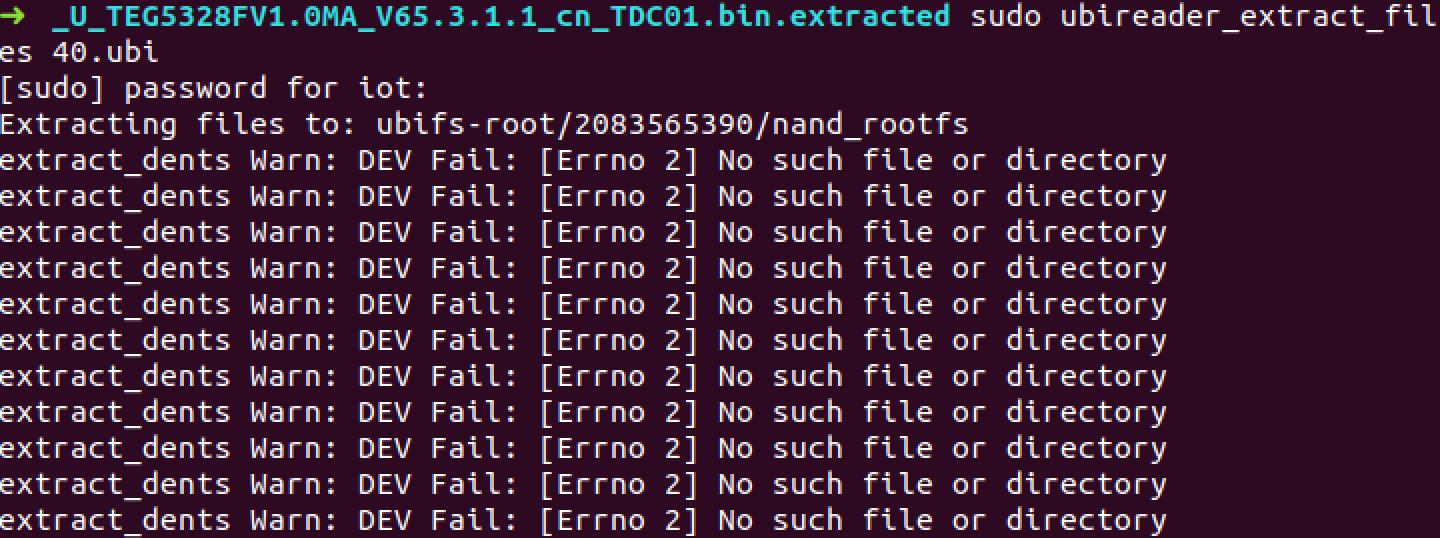 ➜ _U_TEG5328FV1.0MA_V65.3.1.1_cn_TDC01.bin.extracted sudo ubireader_extract_fil
es 40.ubi
[sudo] password for iot:
Extracting files to: ubifs-root/2083565390/nand_rootfs
extract_dents Warn: DEV Fail: [Errno 2] No such file or directory
extract_dents Warn: DEV Fail: [Errno 2] No such file or directory
extract_dents Warn: DEV Fail: [Errno 2] No such file or directory
extract_dents Warn: DEV Fail: [Errno 2] No such file or directory
extract_dents Warn: DEV Fail: [Errno 2] No such file or directory
extract_dents Warn: DEV Fail: [Errno 2] No such file or directory
extract_dents Warn: DEV Fail: [Errno 2] No such file or directory
extract_dents Warn: DEV Fail: [Errno 2] No such file or directory
extract_dents Warn: DEV Fail: [Errno 2] No such file or directory
extract_dents Warn: DEV Fail: [Errno 2] No such file or directory
extract_dents Warn: DEV Fail: [Errno 2] No such file or directory